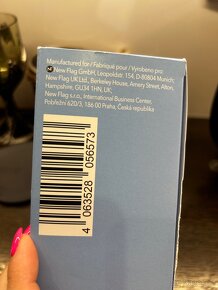 Manufactured for / Fabriqué pour / Vyrobeno pro:
New Flag GmbH, Leopoldstr. 154, D-80804 Munich;
New Flag UK Ltd., Berkeley House, Amery Street, Alton,
Hampshire, GU34 1HN, UK;
New Flag s.r.o., International Business Center,
Pobřežní 620/3, 186 00 Praha, Česká republika
4 063528 056573